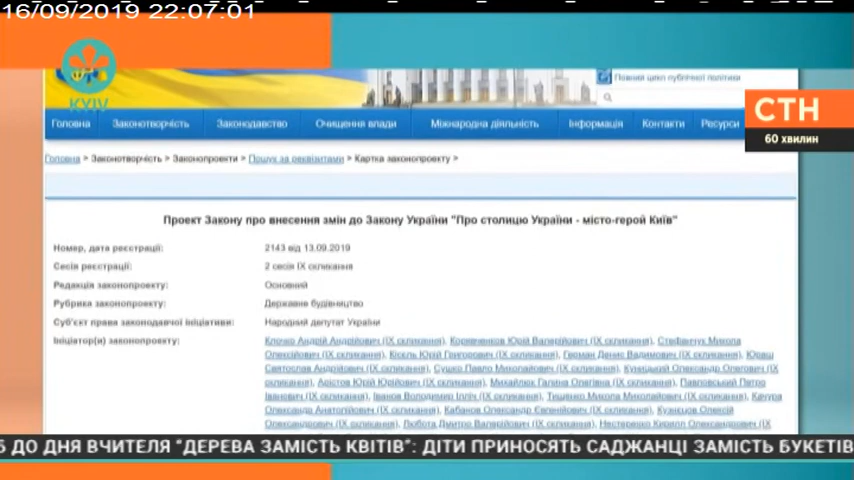 16/09/2019 22:07:01
KYIV
Повний цикл публічної політики
СТН
60 хвилин
Головна Законотворчість Законодавство Очищення влади Міжнародна діяльність Інформація Контакти Ресурси
Головна > Законотворчість > Законопроекти > Пошук за реквізитами > Картка законопроекту >
Проект Закону про внесення змін до Закону України "Про столицю України - місто-герой Київ"
Номер, дата реєстрації: 2143 від 13.09.2019
Сесія реєстрації: 2 сесія IX скликання
Редакція законопроекту: Основний
Рубрика законопроекту: Державне будівництво
Суб'єкт права законодавчої ініціативи: Народний депутат України
Ініціатор(и) законопроекту: Клочко Андрій Андрійович (IX скликання), Корявченков Юрій Валерійович (IX скликання), Стефанчук Микола
Олексійович (IX скликання), Кісєль Юрій Григорович (IX скликання), Герман Денис Вадимович (IX скликання), Юраш
Святослав Андрійович (IX скликання), Сушко Павло Миколайович (IX скликання), Куницький Олександр Олегович (IX
скликання), Арістов Юрій Юрійович (IX скликання), Михайлюк Галина Олегівна (IX скликання), Павловський Петро
Іванович (IX скликання), Іванов Володимир Ілліч (IX скликання), Тищенко Микола Миколайович (IX скликання), Качура
Олександр Анатолійович (IX скликання), Кабанов Олександр Євгенійович (IX скликання), Кузнєцов Олексій
Олександрович (IX скликання), Любота Дмитро Валерійович (IX скликання), Нестеренко Кирилл Олександрович (IX
ДО ДНЯ ВЧИТЕЛЯ "ДЕРЕВА ЗАМІСТЬ КВІТІВ": ДІТИ ПРИНОСЯТЬ САДЖАНЦІ ЗАМІСТЬ БУКЕТІВ